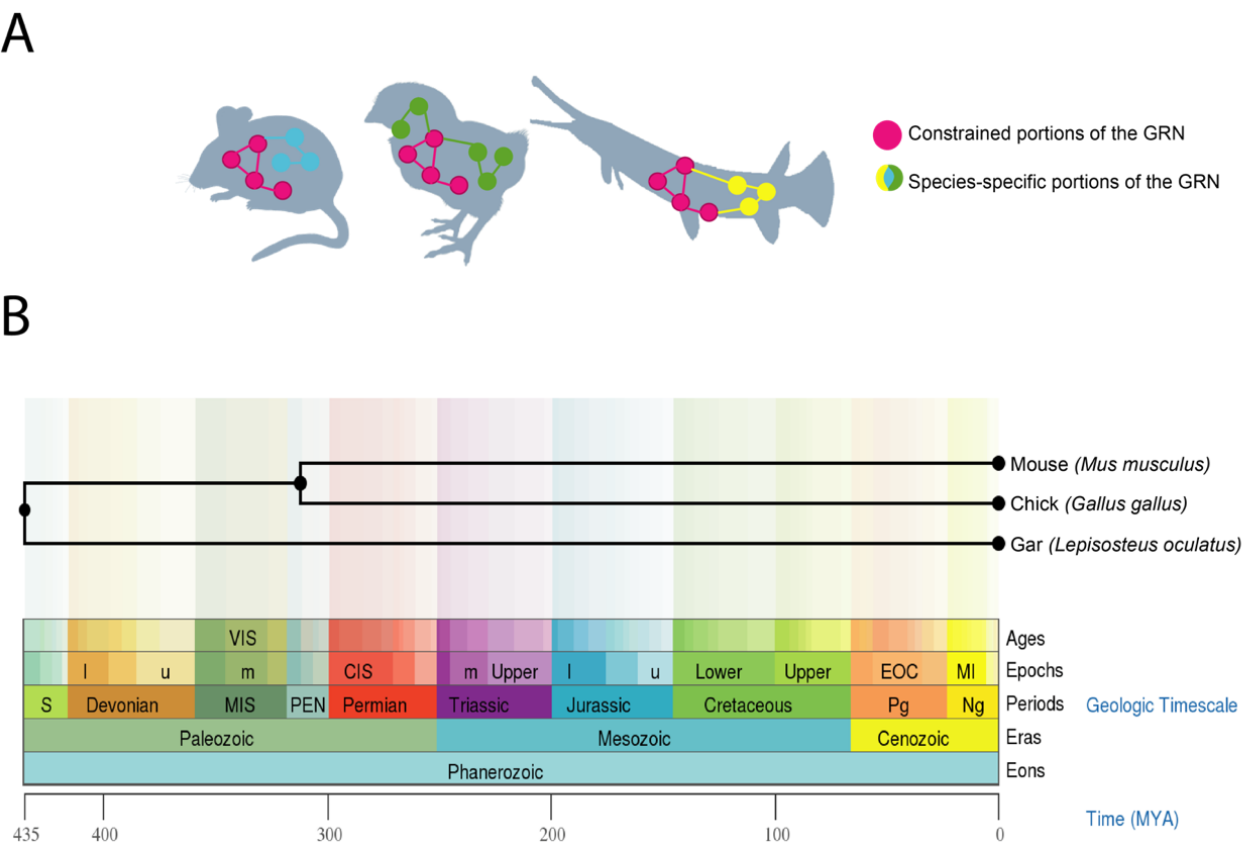 A
Constrained portions of the GRN
Species-specific portions of the GRN
B
Mouse (Mus musculus)
Chick (Gallus gallus)
Gar (Lepisosteus oculatus)
VIS Ages
l u m CIS m Upper l u Lower Upper EOC MI Epochs
S Devonian MIS PEN Permian Triassic Jurassic Cretaceous Pg Ng Periods Geologic Timescale
Paleozoic Mesozoic Cenozoic Eras
Phanerozoic Eons
Time (MYA)
435 400 300 200 100 0